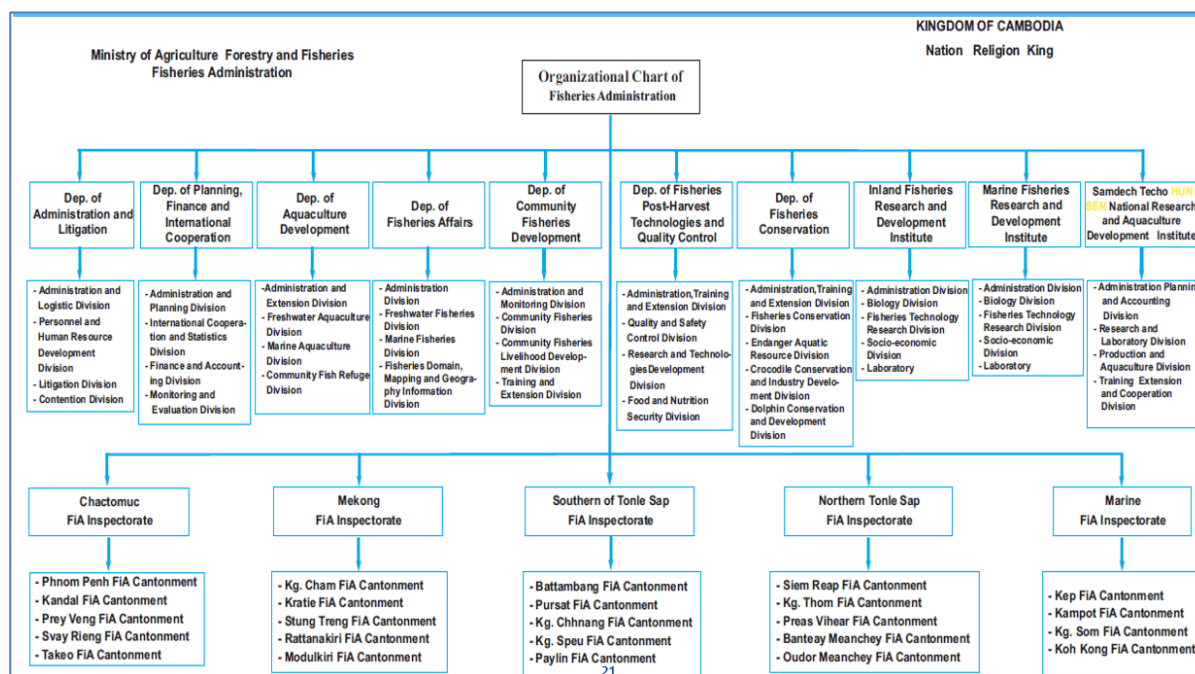 Ministry of Agriculture Forestry and Fisheries
Fisheries Administration
KINGDOM OF CAMBODIA
Nation Religion King
Organizational Chart of
Fisheries Administration
Dep. of
Administration and
Litigation
Dep. of Planning,
Finance and
International
Cooperation
Dep. of
Aquaculture
Development
Dep. of
Fisheries Affairs
Dep. of
Community
Fisheries
Development
Dep. of Fisheries
Post-Harvest
Technologies and
Quality Control
Dep. of
Fisheries
Conservation
Inland Fisheries
Research and
Development
Institute
Marine Fisheries
Research and
Development
Institute
Samdech Techo HUN
SEN National Research
and Aquaculture
Development Institute
- Administration and
Logistic Division
- Personnel and
Human Resource
Development
Division
- Litigation Division
- Contention Division
- Administration and
Planning Division
- International Coopera-
tion and Statistics
Division
- Finance and Account-
ing Division
- Monitoring and
Evaluation Division
- Administration and
Extension Division
- Freshwater Aquaculture
Division
- Marine Aquaculture
Division
- Community Fish Refuge
Division
- Administration
Division
- Freshwater Fisheries
Division
- Marine Fisheries Division
- Fisheries Domain,
Mapping and Geogra-
phy Information
Division
- Administration and
Monitoring Division
- Community Fisheries
Division
- Community Fisheries
Livelihood Develop-
ment Division
- Training and
Extension Division
- Administration,Training
and Extension Division
- Quality and Safety
Control Division
- Research and Technolo-
giesDevelopment
Division
- Food and Nutrition
Security Division
- Administration,Training
and Extension Division
- Fisheries Conservation
Division
- Endanger Aquatic
Resource Division
- Crocodile Conservation
and Industry Develop-
ment Division
- Dolphin Conservation
and Development
Division
- Administration Division
- Biology Division
- Fisheries Technology
Research Division
- Socio-economic
Division
- Laboratory
- Administration Division
- Biology Division
- Fisheries Technology
Research Division
- Socio-economic
Division
- Laboratory
- Administration Planning
and Accounting
Division
- Research and
Laboratory Division
- Production and
Aquaculture Division
- Training Extension
and Cooperation
Division
Chactomuc
FiA Inspectorate
Mekong
FiA Inspectorate
Southern of Tonle Sap
FiA Inspectorate
Northern Tonle Sap
FiA Inspectorate
Marine
FiA Inspectorate
- Phnom Penh FiA Cantonment
- Kandal FiA Cantonment
- Prey Veng FiA Cantonment
- Svay Rieng FiA Cantonment
- Takeo FiA Cantonment
- Kg. Cham FiA Cantonment
- Kratie FiA Cantonment
- Stung Treng FiA Cantonment
- Rattanakiri FiA Cantonment
- Modulkiri FiA Cantonment
- Battambang FiA Cantonment
- Pursat FiA Cantonment
- Kg. Chhnang FiA Cantonment
- Kg. Speu FiA Cantonment
- Paylin FiA Cantonment
- Siem Reap FiA Cantonment
- Kg. Thom FiA Cantonment
- Preas Vihear FiA Cantonment
- Banteay Meanchey FiA Cantonment
- Oudor Meanchey FiA Cantonment
- Kep FiA Cantonment
- Kampot FiA Cantonment
- Kg. Som FiA Cantonment
- Koh Kong FiA Cantonment
21